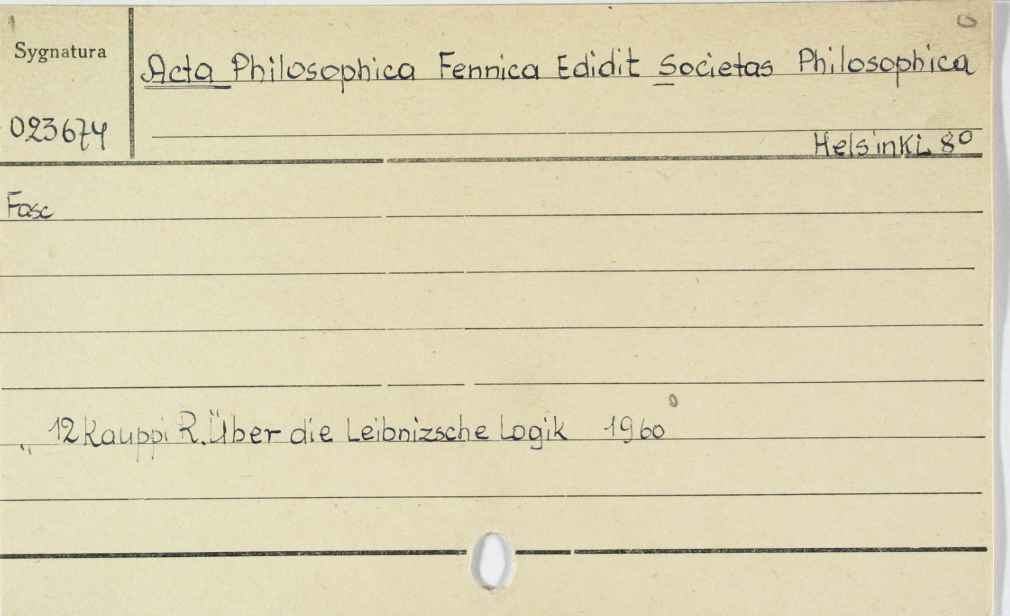 Sygnatura
Acta Philosophica Fennica Edidit Societas Philosophica
023674
Helsinki 8°
Fasc
" 12 Kauppi R. Über die Leibnizsche Logik 1960